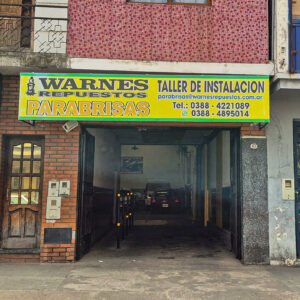 WARNES
REPUESTOS
PARABRISAS
TALLER DE INSTALACION
parabrisas@warnesrepuestos.com.ar
Tel.: 0388 - 4221089
0388 - 4895014